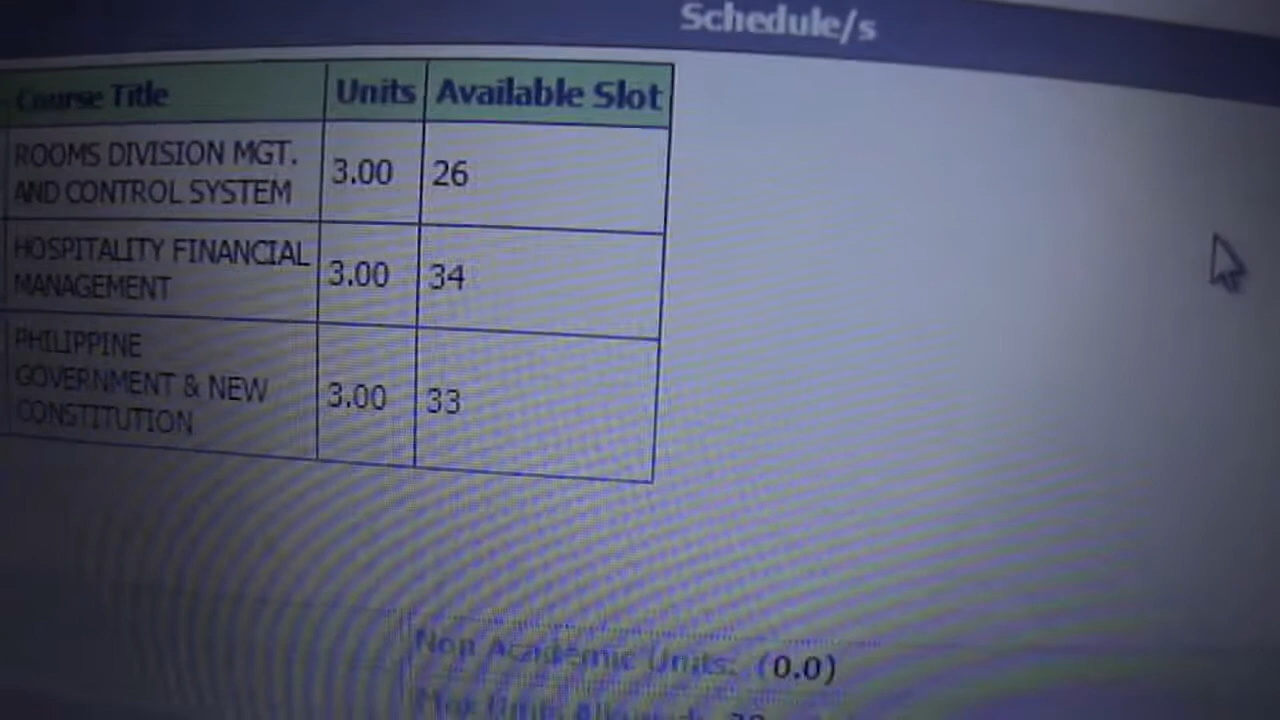 Schedule/s
Course Title Units Available Slot
ROOMS DIVISION MGT.
AND CONTROL SYSTEM 3.00 26
HOSPITALITY FINANCIAL
MANAGEMENT 3.00 34
PHILIPPINE
GOVERNMENT & NEW
CONSTITUTION 3.00 33
Non Academic Units: (0.0)